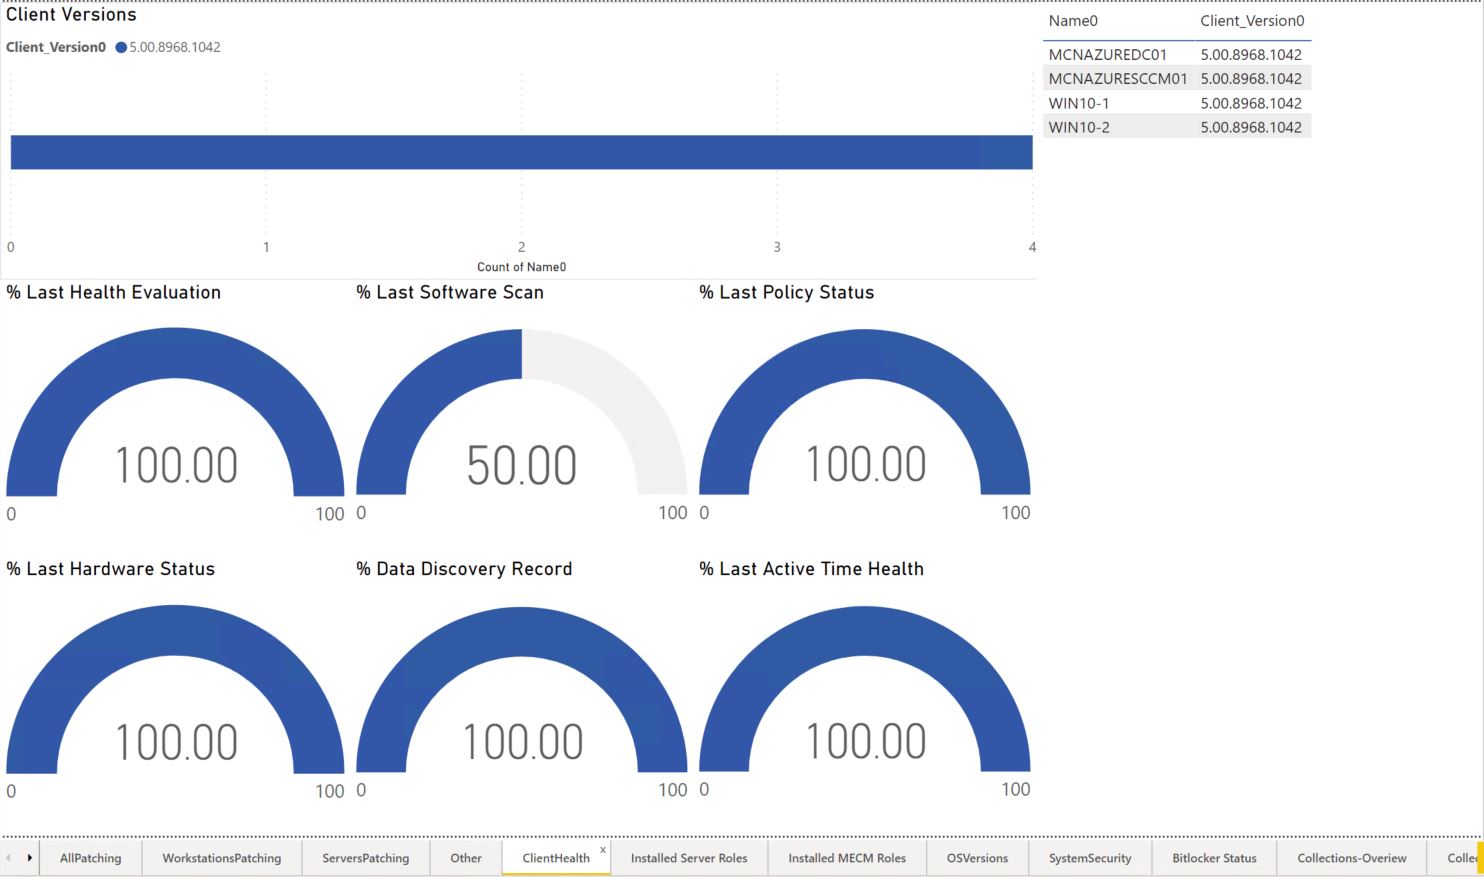 Client Versions
Client_Version0 5.00.8968.1042
0 1 2 3 4
Count of Name0
Name0 Client_Version0
MCNAZUREDC01 5.00.8968.1042
MCNAZURESCCM01 5.00.8968.1042
WIN10-1 5.00.8968.1042
WIN10-2 5.00.8968.1042
% Last Health Evaluation
100.00
0 100
% Last Software Scan
50.00
0 100
% Last Policy Status
100.00
0 100
% Last Hardware Status
100.00
0 100
% Data Discovery Record
100.00
0 100
% Last Active Time Health
100.00
0 100
AllPatching WorkstationsPatching ServersPatching Other ClientHealth x Installed Server Roles Installed MECM Roles OSVersions SystemSecurity Bitlocker Status Collections-Overiew Collec